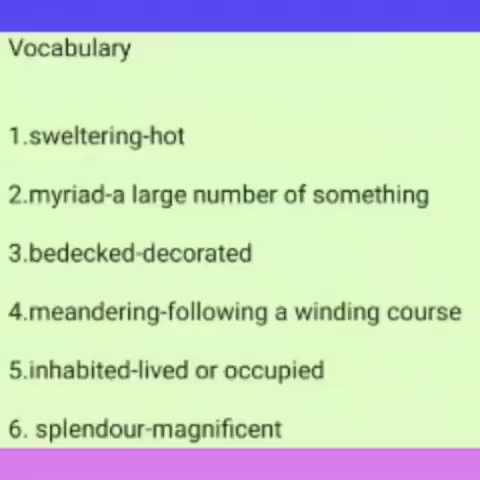 Vocabulary
1.sweltering-hot
2.myriad-a large number of something
3.bedecked-decorated
4.meandering-following a winding course
5.inhabited-lived or occupied
6. splendour-magnificent